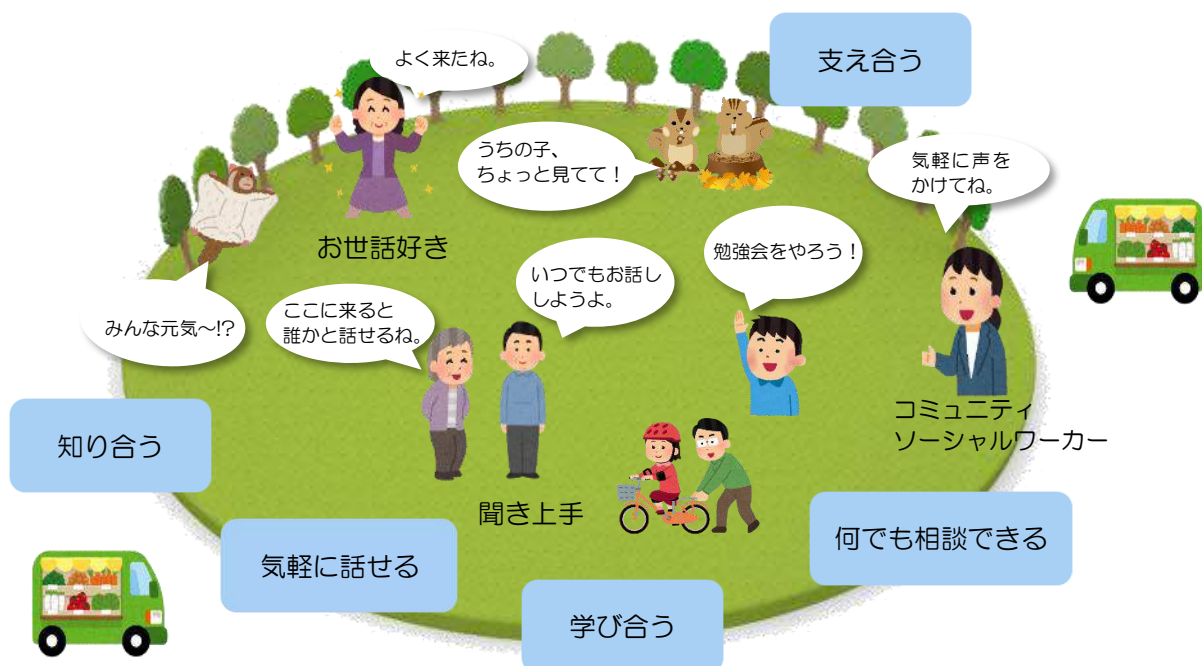 よく来たね。
支え合う
うちの子、
ちょっと見てて！
気軽に声を
かけてね。
お世話好き
勉強会をやろう！
いつでもお話し
しようよ。
みんな元気～!?
ここに来ると
誰かと話せるね。
コミュニティ
ソーシャルワーカー
知り合う
聞き上手
何でも相談できる
気軽に話せる
学び合う